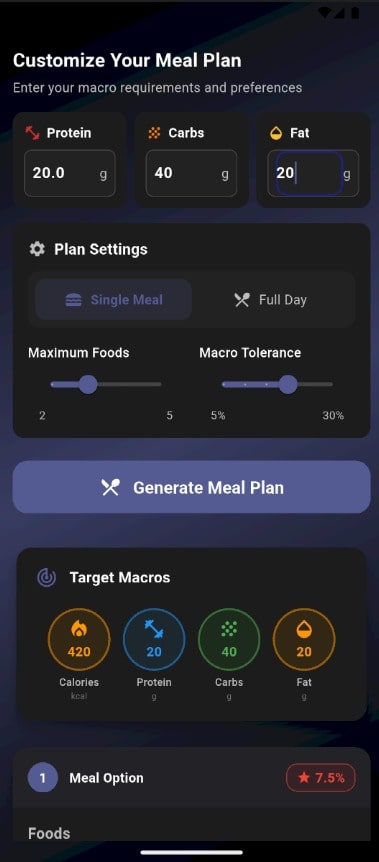 Customize Your Meal Plan
Enter your macro requirements and preferences
Protein Carbs Fat
20.0 g 40 g 20 g
Plan Settings
Single Meal Full Day
Maximum Foods Macro Tolerance
2 5 5% 30%
Generate Meal Plan
Target Macros
420 20 40 20
Calories Protein Carbs Fat
kcal g g g
1 Meal Option 7.5%
Foods